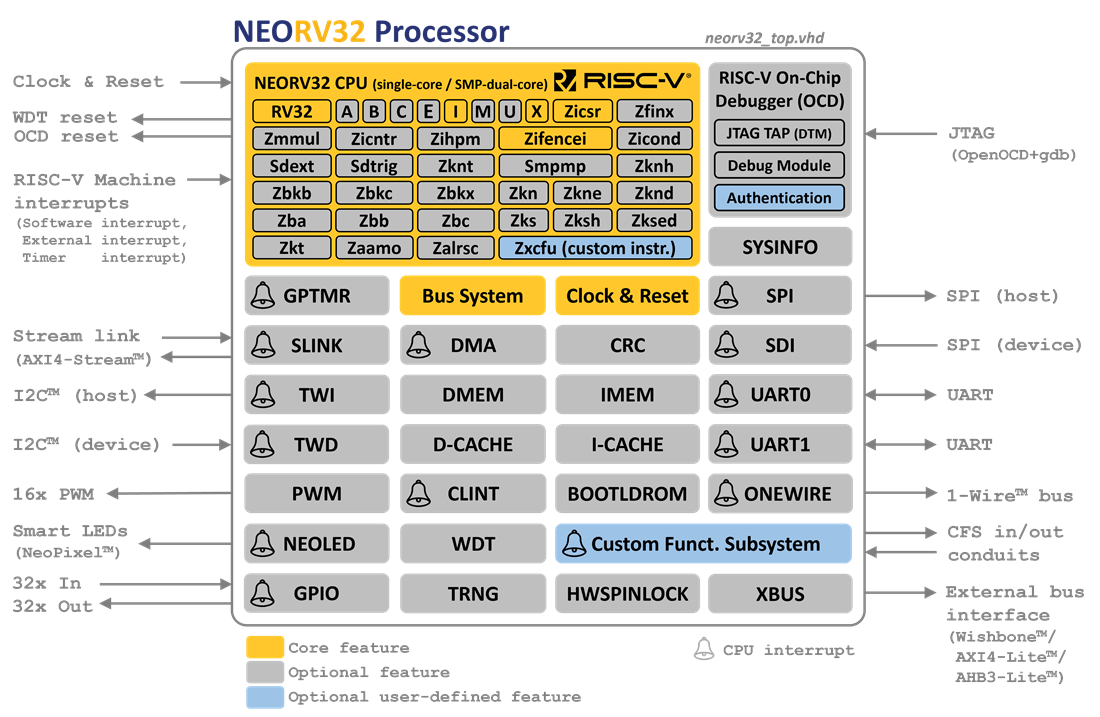 NEORV32 Processor
neorv32_top.vhd
Clock & Reset
WDT reset
OCD reset
RISC-V Machine
interrupts
(Software interrupt,
External interrupt,
Timer interrupt)
Stream link
(AXI4-Stream™)
I2C™ (host)
I2C™ (device)
16x PWM
Smart LEDs
(NeoPixel™)
32x In
32x Out
NEORV32 CPU (single-core / SMP-dual-core) RISC-V®
RV32 A B C E I M U X Zicsr Zfinx
Zmmul Zicntr Zihpm Zifencei Zicond
Sdext Sdtrig Zknt Smpmp Zknh
Zbkb Zbkc Zbkx Zkn Zkne Zknd
Zba Zbb Zbc Zks Zksh Zksed
Zkt Zaamo Zalrsc Zxcfu (custom instr.)
RISC-V On-Chip
Debugger (OCD)
JTAG TAP (DTM)
Debug Module
Authentication
SYSINFO
GPTMR Bus System Clock & Reset SPI
SLINK DMA CRC SDI
TWI DMEM IMEM UART0
TWD D-CACHE I-CACHE UART1
PWM CLINT BOOTLDROM ONEWIRE
NEOLED WDT Custom Funct. Subsystem
GPIO TRNG HWSPINLOCK XBUS
JTAG
(OpenOCD+gdb)
SPI (host)
SPI (device)
UART
UART
1-Wire™ bus
CFS in/out
conduits
External bus
interface
(Wishbone™/
AXI4-Lite™/
AHB3-Lite™)
Core feature
Optional feature
Optional user-defined feature
CPU interrupt